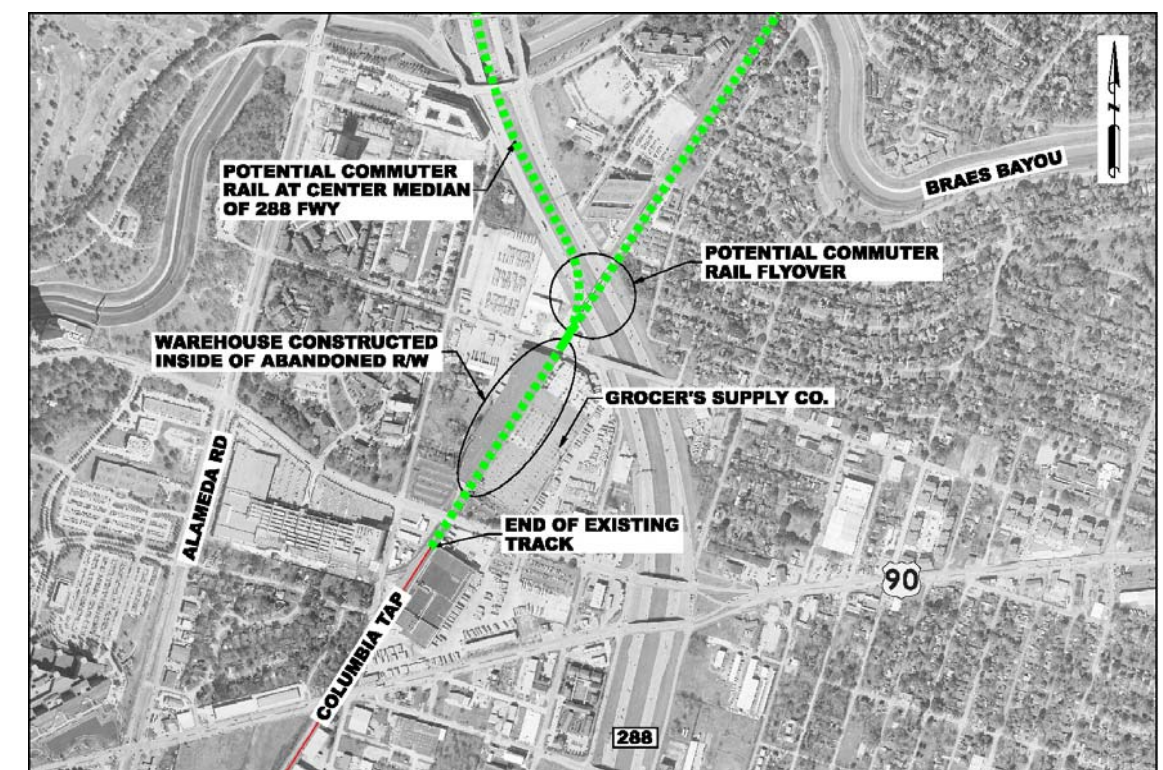 N
POTENTIAL COMMUTER
RAIL AT CENTER MEDIAN
OF 288 FWY
BRAES BAYOU
POTENTIAL COMMUTER
RAIL FLYOVER
WAREHOUSE CONSTRUCTED
INSIDE OF ABANDONED R/W
GROCER'S SUPPLY CO.
ALAMEDA RD
END OF EXISTING
TRACK
90
COLUMBIA TAP
288